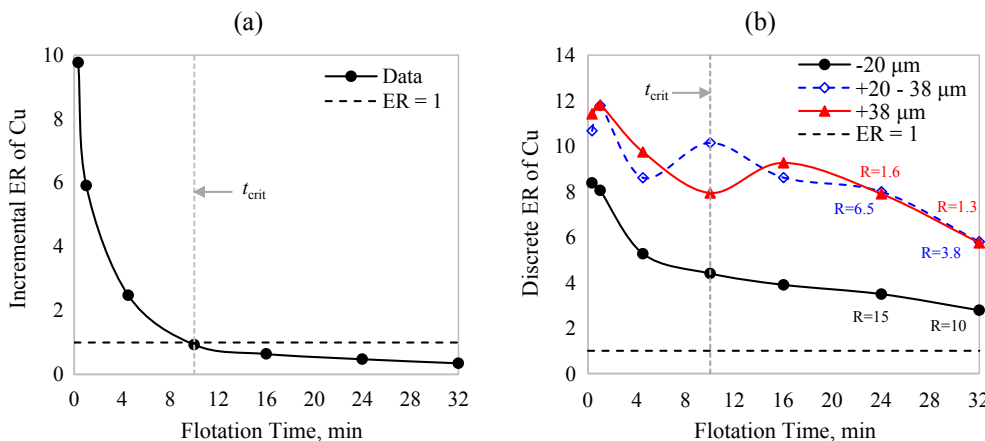 (a)
10
8
6
4
2
0
0 4 8 12 16 20 24 28 32
Incremental ER of Cu
Flotation Time, min
Data
ER = 1
tcrit
(b)
14
12
10
8
6
4
2
0
0 4 8 12 16 20 24 28 32
Discrete ER of Cu
Flotation Time, min
-20 µm
+20 - 38 µm
+38 µm
ER = 1
tcrit
R=1.6
R=6.5
R=1.3
R=3.8
R=15
R=10